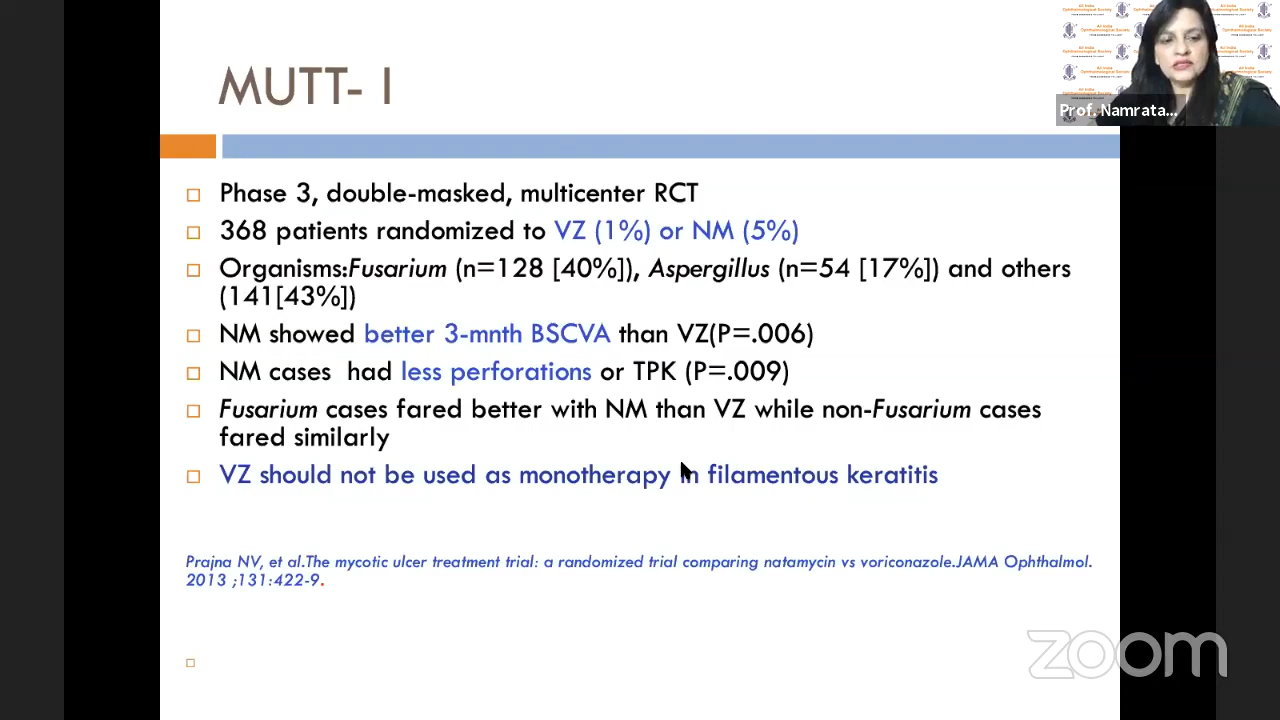 MUTT- I
Prof. Namrata...
Phase 3, double-masked, multicenter RCT
368 patients randomized to VZ (1%) or NM (5%)
Organisms:Fusarium (n=128 [40%]), Aspergillus (n=54 [17%]) and others
(141[43%])
NM showed better 3-mnth BSCVA than VZ(P=.006)
NM cases had less perforations or TPK (P=.009)
Fusarium cases fared better with NM than VZ while non-Fusarium cases
fared similarly
VZ should not be used as monotherapy in filamentous keratitis
Prajna NV, et al.The mycotic ulcer treatment trial: a randomized trial comparing natamycin vs voriconazole.JAMA Ophthalmol.
2013 ;131:422-9.
zoom